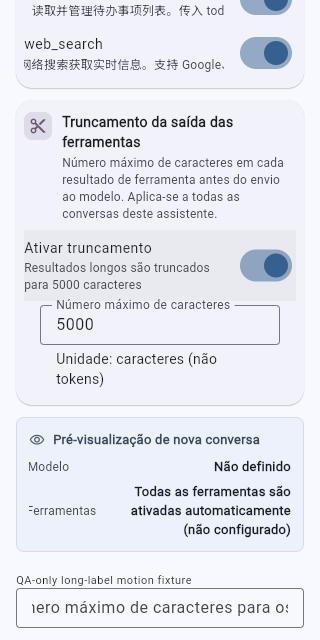 读取并管理待办事项列表。传入 tod
web_search
网络搜索获取实时信息。支持 Google、
Truncamento da saída das
ferramentas
Número máximo de caracteres em cada
resultado de ferramenta antes do envio
ao modelo. Aplica-se a todas as
conversas deste assistente.
Ativar truncamento
Resultados longos são truncados
para 5000 caracteres
Número máximo de caracteres
5000
Unidade: caracteres (não
tokens)
Pré-visualização de nova conversa
Modelo Não definido
Todas as ferramentas são
Ferramentas ativadas automaticamente
(não configurado)
QA-only long-label motion fixture
nero máximo de caracteres para os